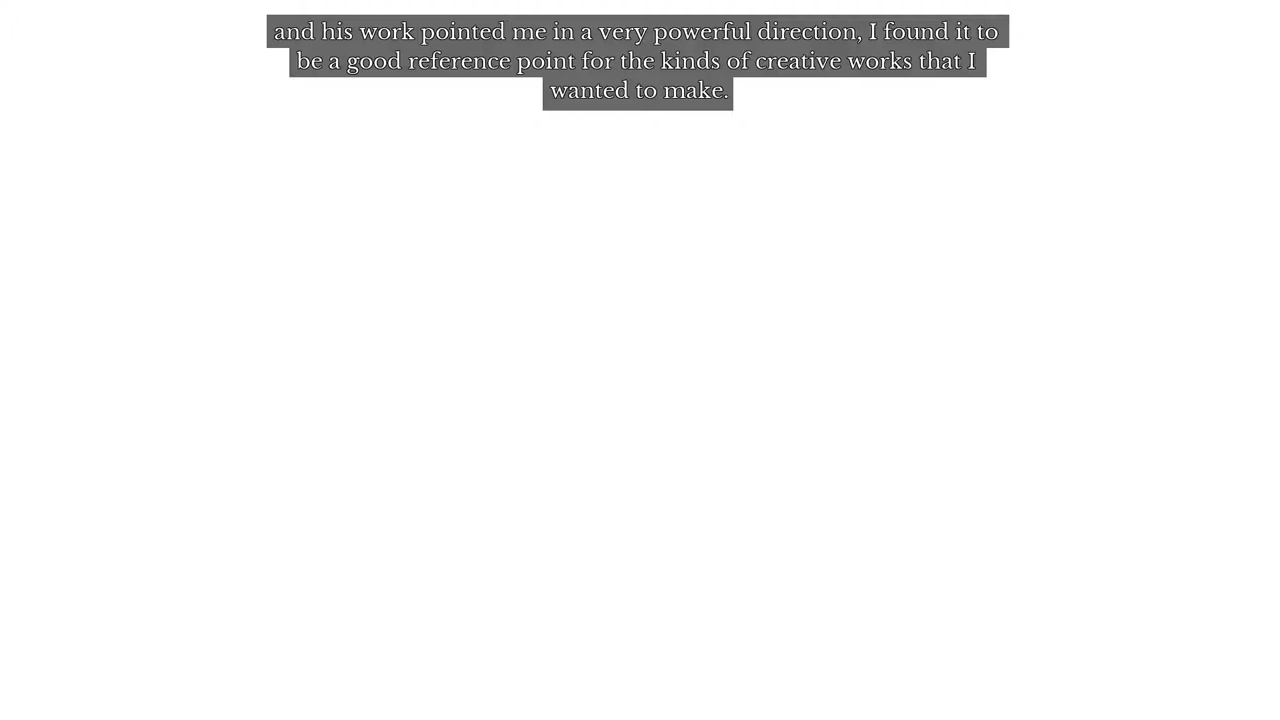 and his work pointed me in a very powerful direction, I found it to
be a good reference point for the kinds of creative works that I
wanted to make.